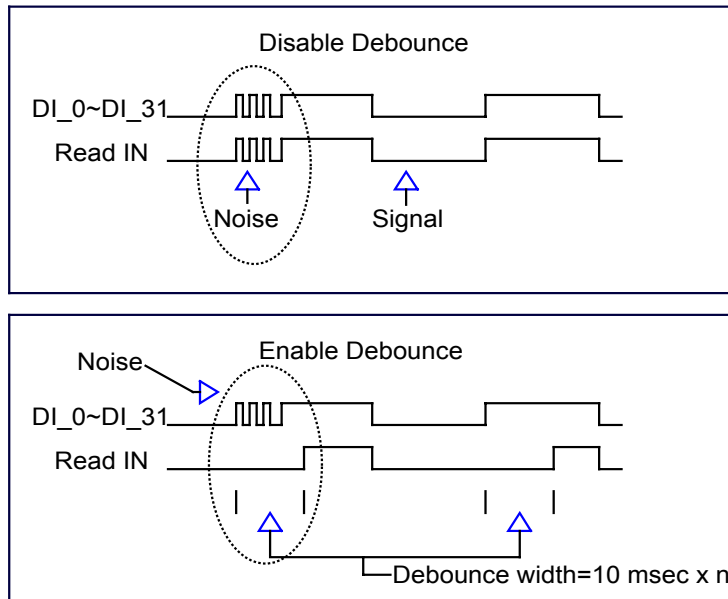 Disable Debounce
DI_0~DI_31
Read IN
Noise
Signal
Enable Debounce
Noise
DI_0~DI_31
Read IN
Debounce width=10 msec x n